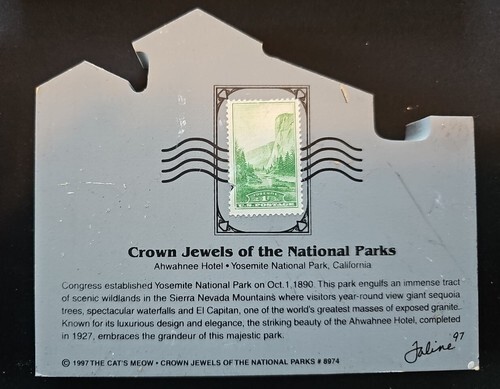 YOSEMITE
1
U.S. POSTAGE
Crown Jewels of the National Parks
Ahwahnee Hotel • Yosemite National Park, California
Congress established Yosemite National Park on Oct. 1, 1890. This park engulfs an immense tract
of scenic wildlands in the Sierra Nevada Mountains where visitors year-round view giant sequoia
trees, spectacular waterfalls and El Capitan, one of the world's greatest masses of exposed granite.
Known for its luxurious design and elegance, the striking beauty of the Ahwahnee Hotel, completed
in 1927, embraces the grandeur of this majestic park.
Faline 97
© 1997 THE CAT'S MEOW • CROWN JEWELS OF THE NATIONAL PARKS # 8974